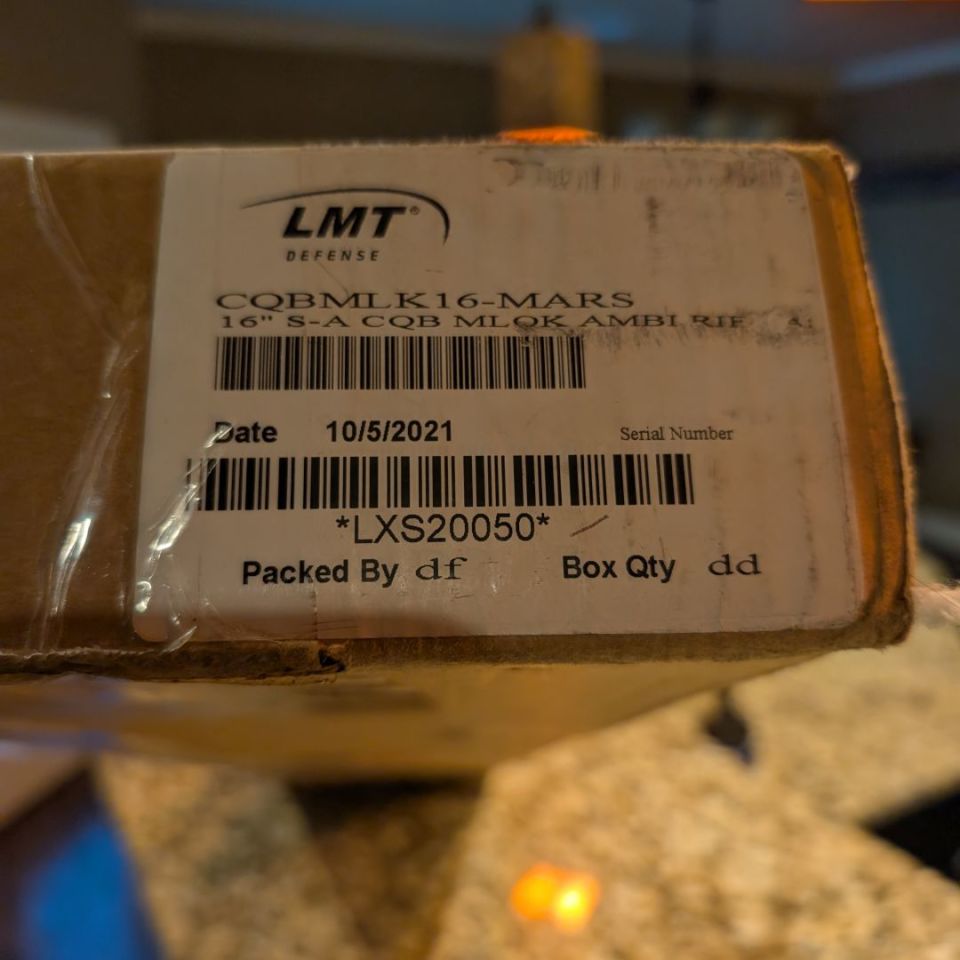 LMT®
DEFENSE
CQBMLK16-MARS
16" S-A CQB MLOK AMBI RIF
Date 10/5/2021 Serial Number
*LXS20050*
Packed By df Box Qty dd